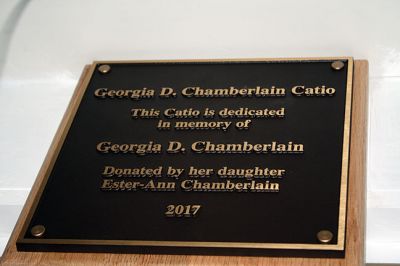 Georgia D. Chamberlain Catio
This Catio is dedicated
in memory of
Georgia D. Chamberlain
Donated by her daughter
Ester-Ann Chamberlain
2017